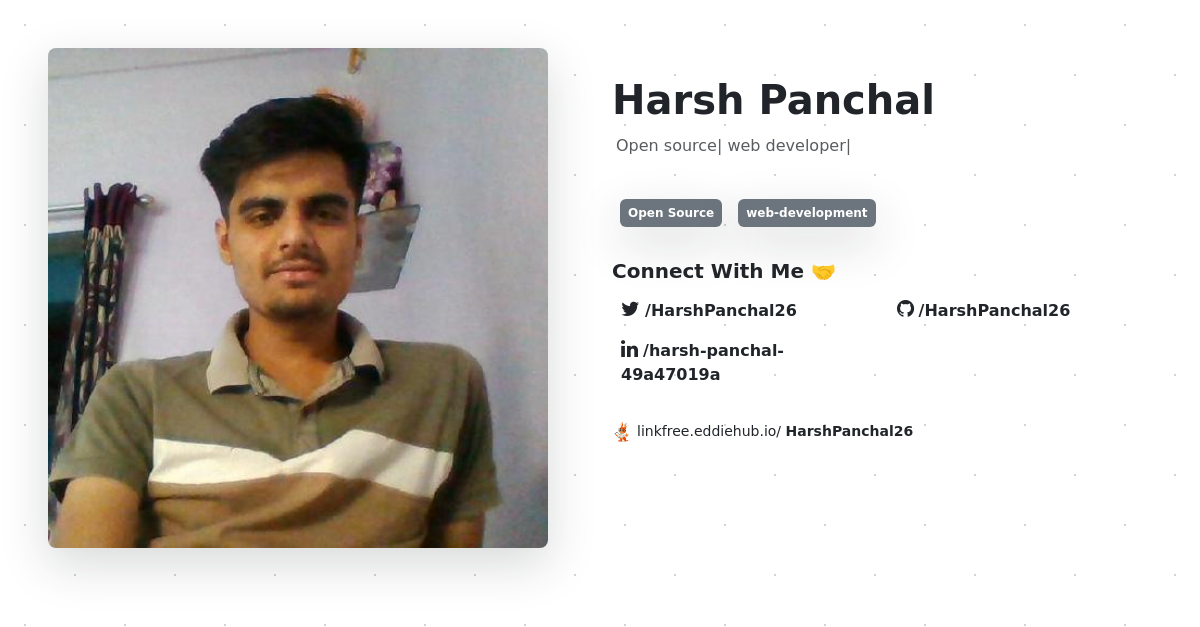 Harsh Panchal
Open source| web developer|
Open Source web-development
Connect With Me 🤝
/HarshPanchal26 /HarshPanchal26
/harsh-panchal-
49a47019a
linkfree.eddiehub.io/ HarshPanchal26